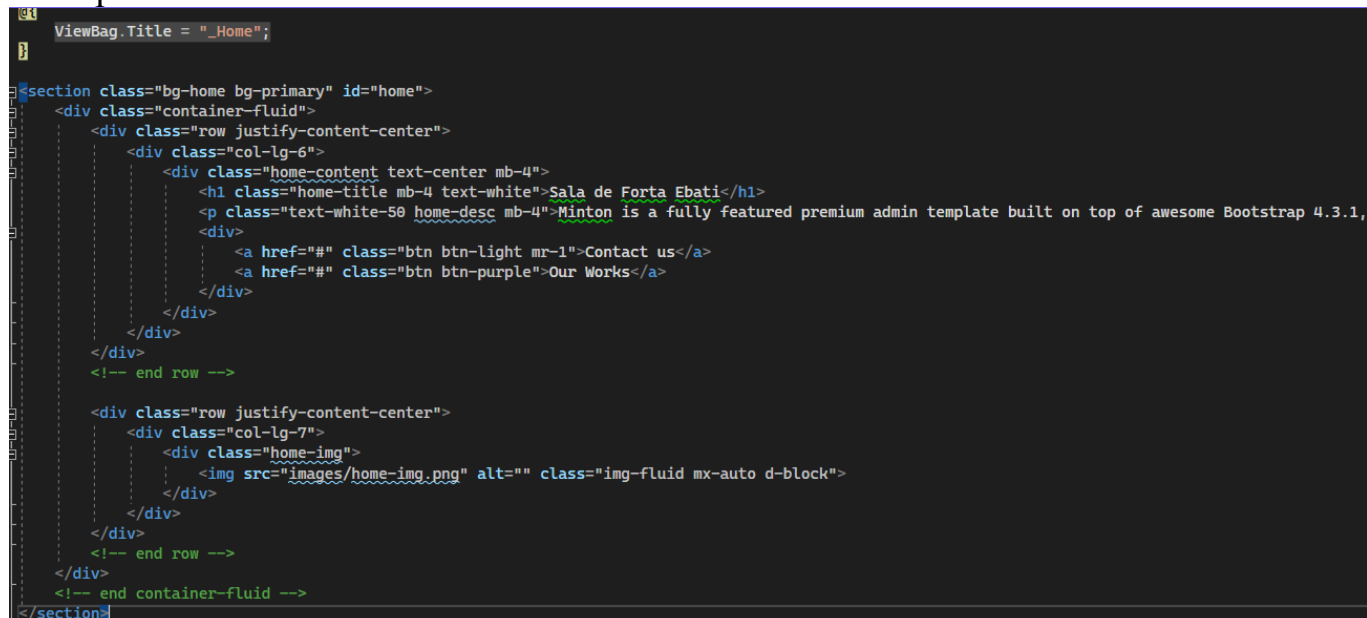 @{
ViewBag.Title = "_Home";
}
<section class="bg-home bg-primary" id="home">
<div class="container-fluid">
<div class="row justify-content-center">
<div class="col-lg-6">
<div class="home-content text-center mb-4">
<h1 class="home-title mb-4 text-white">Sala de Forta Ebati</h1>
<p class="text-white-50 home-desc mb-4">Minton is a fully featured premium admin template built on top of awesome Bootstrap 4.3.1,
<div>
<a href="#" class="btn btn-light mr-1">Contact us</a>
<a href="#" class="btn btn-purple">Our Works</a>
</div>
</div>
</div>
</div>
<!-- end row -->
<div class="row justify-content-center">
<div class="col-lg-7">
<div class="home-img">
<img src="images/home-img.png" alt="" class="img-fluid mx-auto d-block">
</div>
</div>
</div>
<!-- end row -->
</div>
<!-- end container-fluid -->
</section>